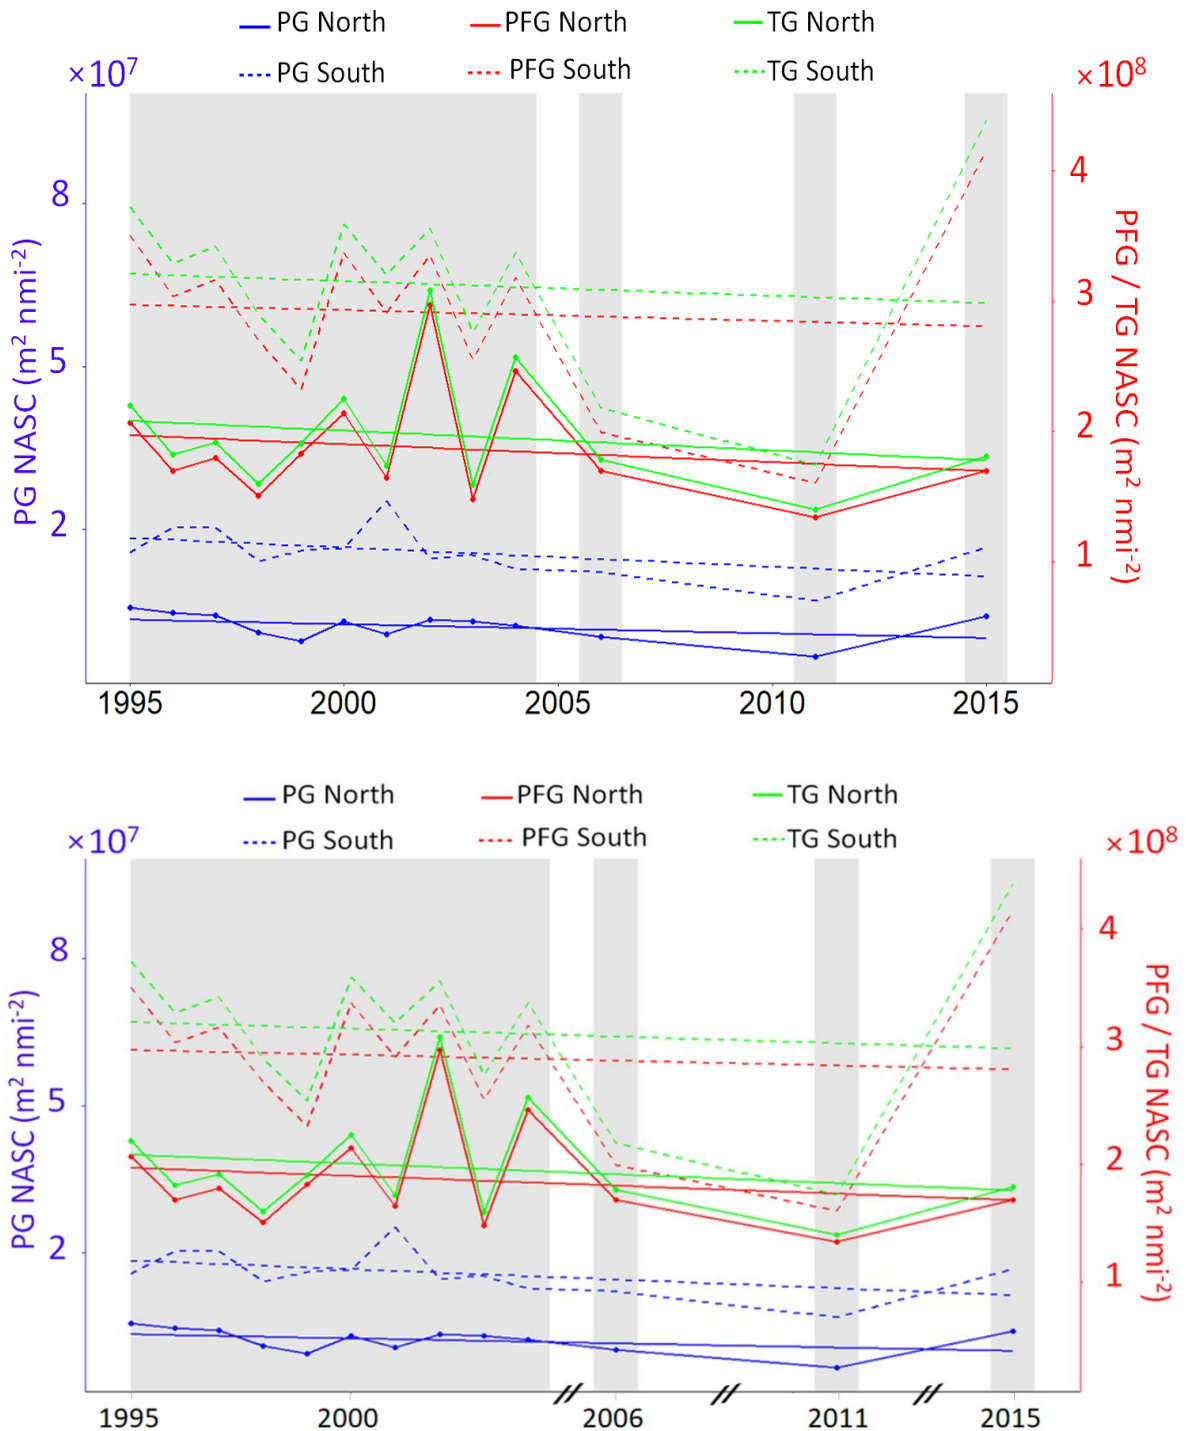 PG North PFG North TG North
PG South PFG South TG South
×10⁷ ×10⁸
8
5
2
PG NASC (m² nmi⁻²)
4
3
2
1
PFG / TG NASC (m² nmi⁻²)
1995 2000 2005 2010 2015
PG North PFG North TG North
PG South PFG South TG South
×10⁷ ×10⁸
8
5
2
PG NASC (m² nmi⁻²)
4
3
2
1
PFG / TG NASC (m² nmi⁻²)
1995 2000 // 2006 // 2011 // 2015